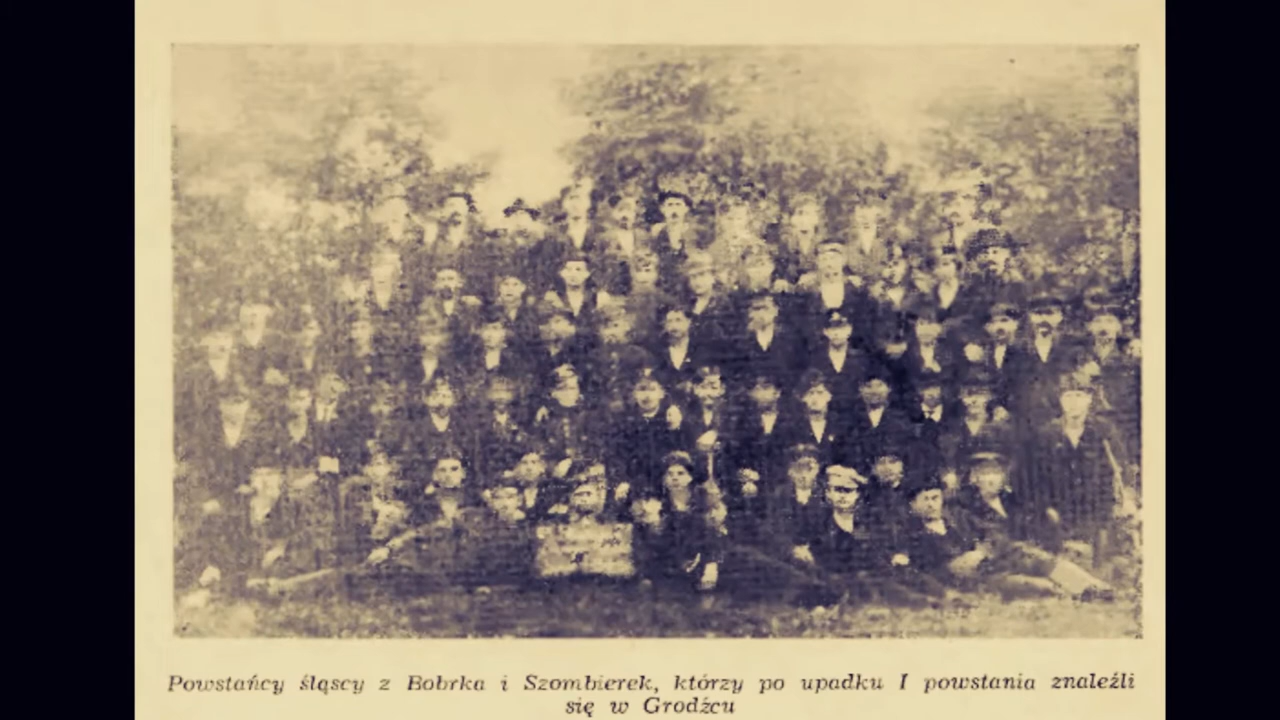 Powstańcy śląscy z Bobrka i Szombierek, którzy po upadku I powstania znaleźli
się w Grodźcu